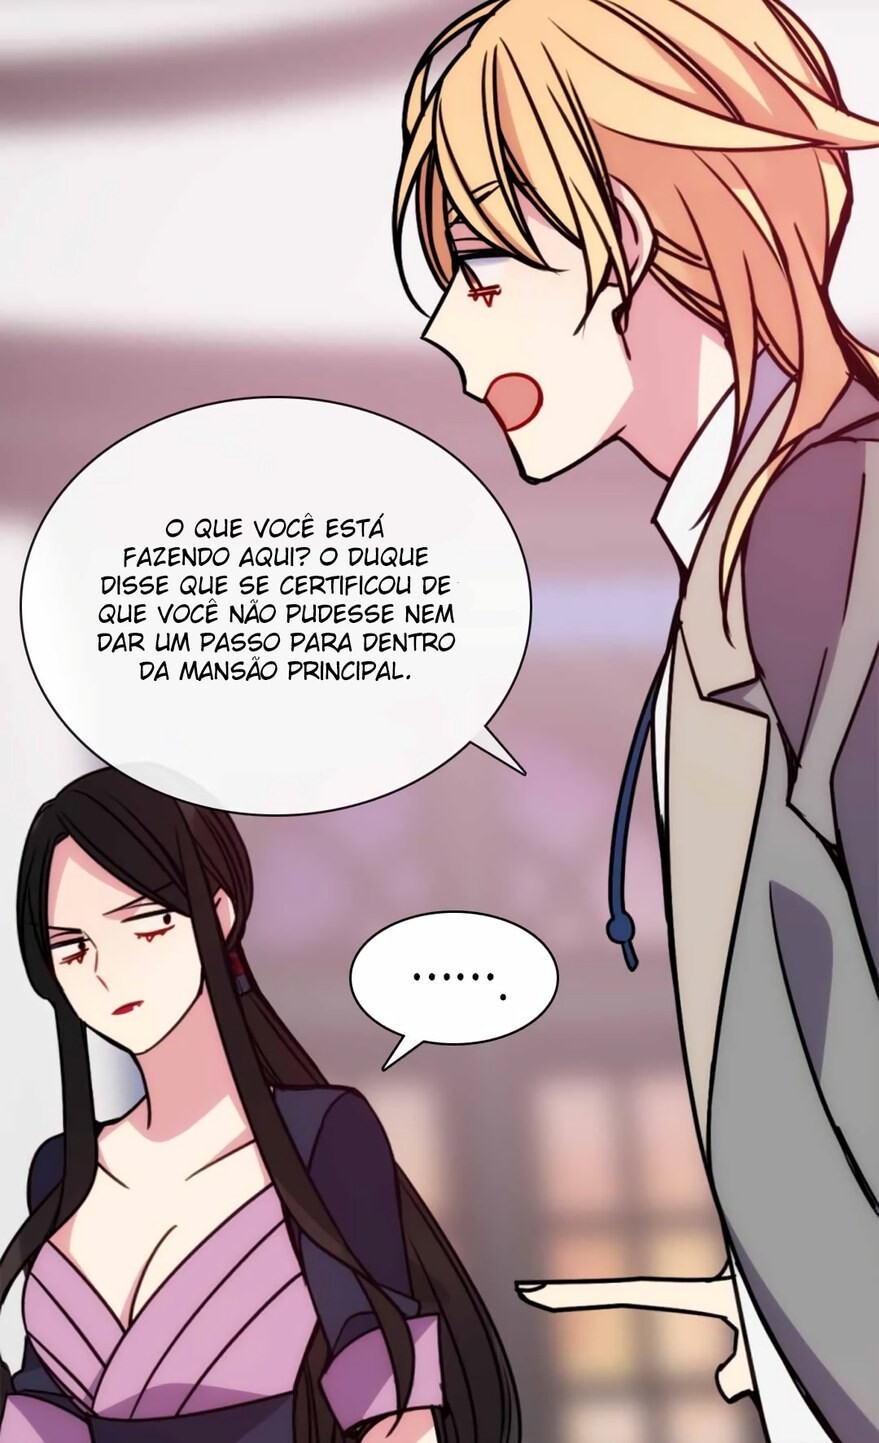 O QUE VOCÊ ESTÁ
FAZENDO AQUI? O DUQUE
DISSE QUE SE CERTIFICOU DE
QUE VOCÊ NÃO PUDESSE NEM
DAR UM PASSO PARA DENTRO
DA MANSÃO PRINCIPAL.
.......